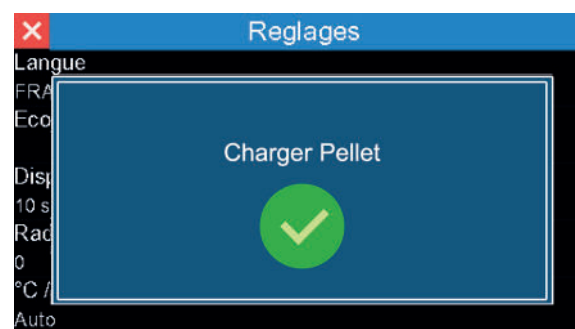 Reglages
Langue
FRA
Eco
Charger Pellet
Disp
10 s
Rad
0
°C /
Auto